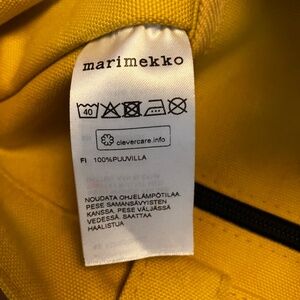 marimekko
40
clevercare.info
FI 100%PUUVILLA
NOUDATA OHJELÄMPÖTILAA.
PESE SAMANSÄVYISTEN
KANSSA. PESE VÄLJÄSSÄ
VEDESSÄ. SAATTAA
HAALISTUA